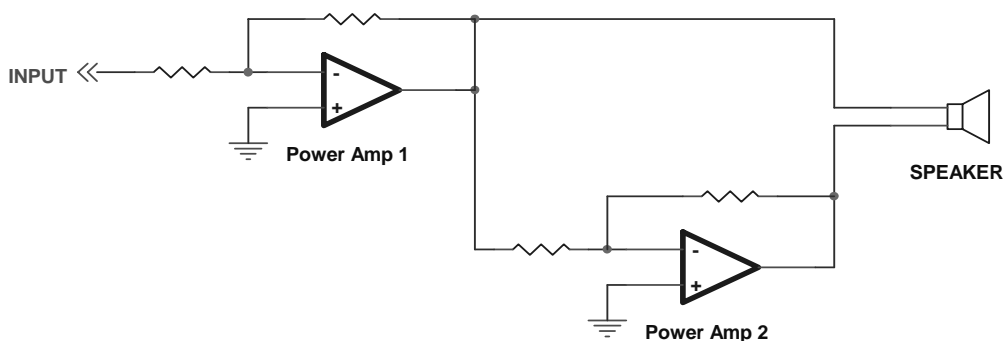 INPUT
-
+
Power Amp 1
SPEAKER
-
+
Power Amp 2